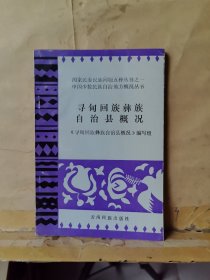 国家民委民族问题五种丛书之一
中国少数民族自治地方概况丛书
寻甸回族彝族
自治县概况
《寻甸回族彝族自治县概况》编写组
云南民族出版社